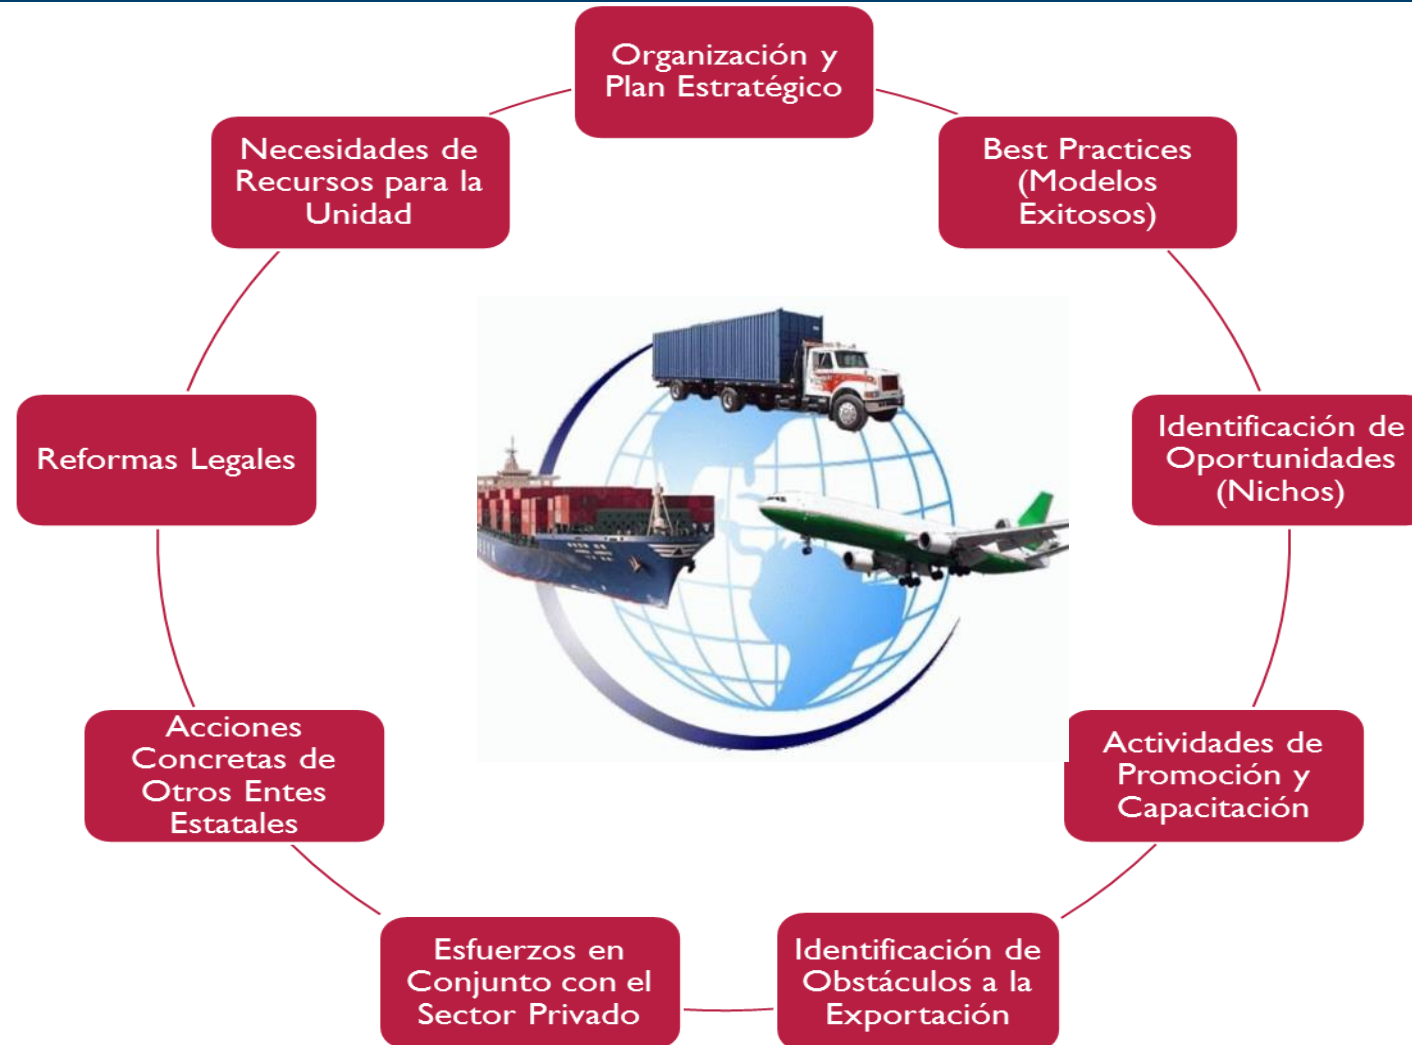 Organización y
Plan Estratégico
Best Practices
(Modelos
Exitosos)
Identificación de
Oportunidades
(Nichos)
Actividades de
Promoción y
Capacitación
Identificación de
Obstáculos a la
Exportación
Esfuerzos en
Conjunto con el
Sector Privado
Acciones
Concretas de
Otros Entes
Estatales
Reformas Legales
Necesidades de
Recursos para la
Unidad